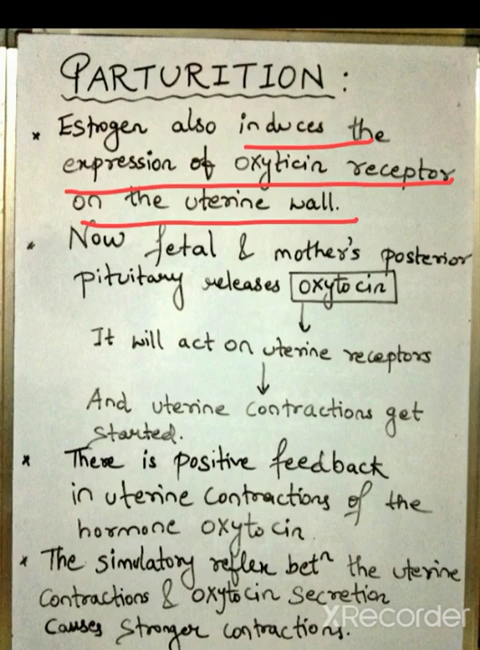 PARTURITION :
* Estrogen also induces the
expression of oxyticin receptor
on the uterine wall.
* Now fetal & mother's posterior
pituitary releases oxytocin
It will act on uterine receptors
And uterine contractions get
started.
* There is positive feedback
in uterine contractions of the
hormone oxytocin
* The simulatory reflex betⁿ the uterine
contractions & oxytocin secretion
causes stronger contractions.
XRecorder